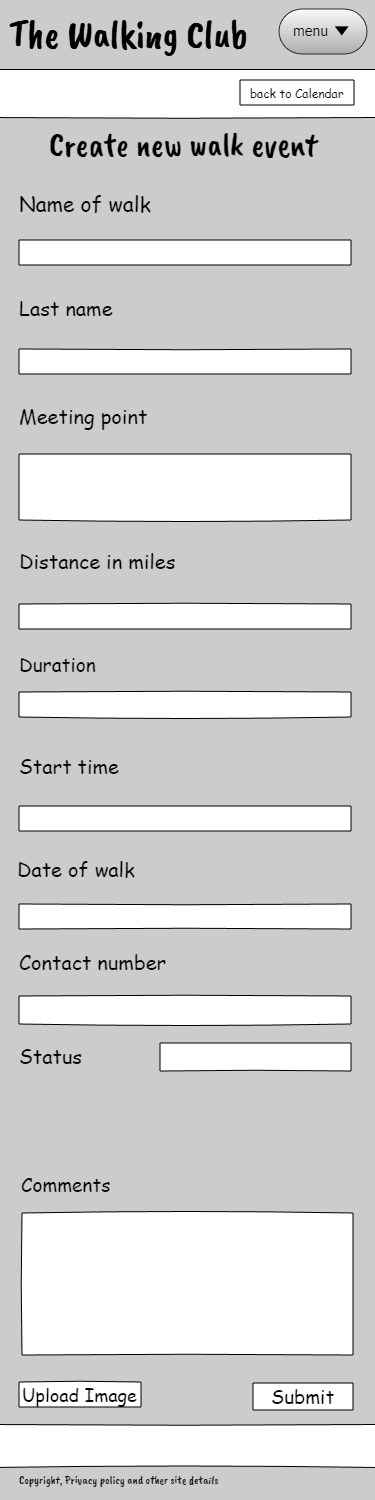 The Walking Club
menu
back to Calendar
Create new walk event
Name of walk
Last name
Meeting point
Distance in miles
Duration
Start time
Date of walk
Contact number
Status
Comments
Upload Image
Submit
Copyright, Privacy policy and other site details